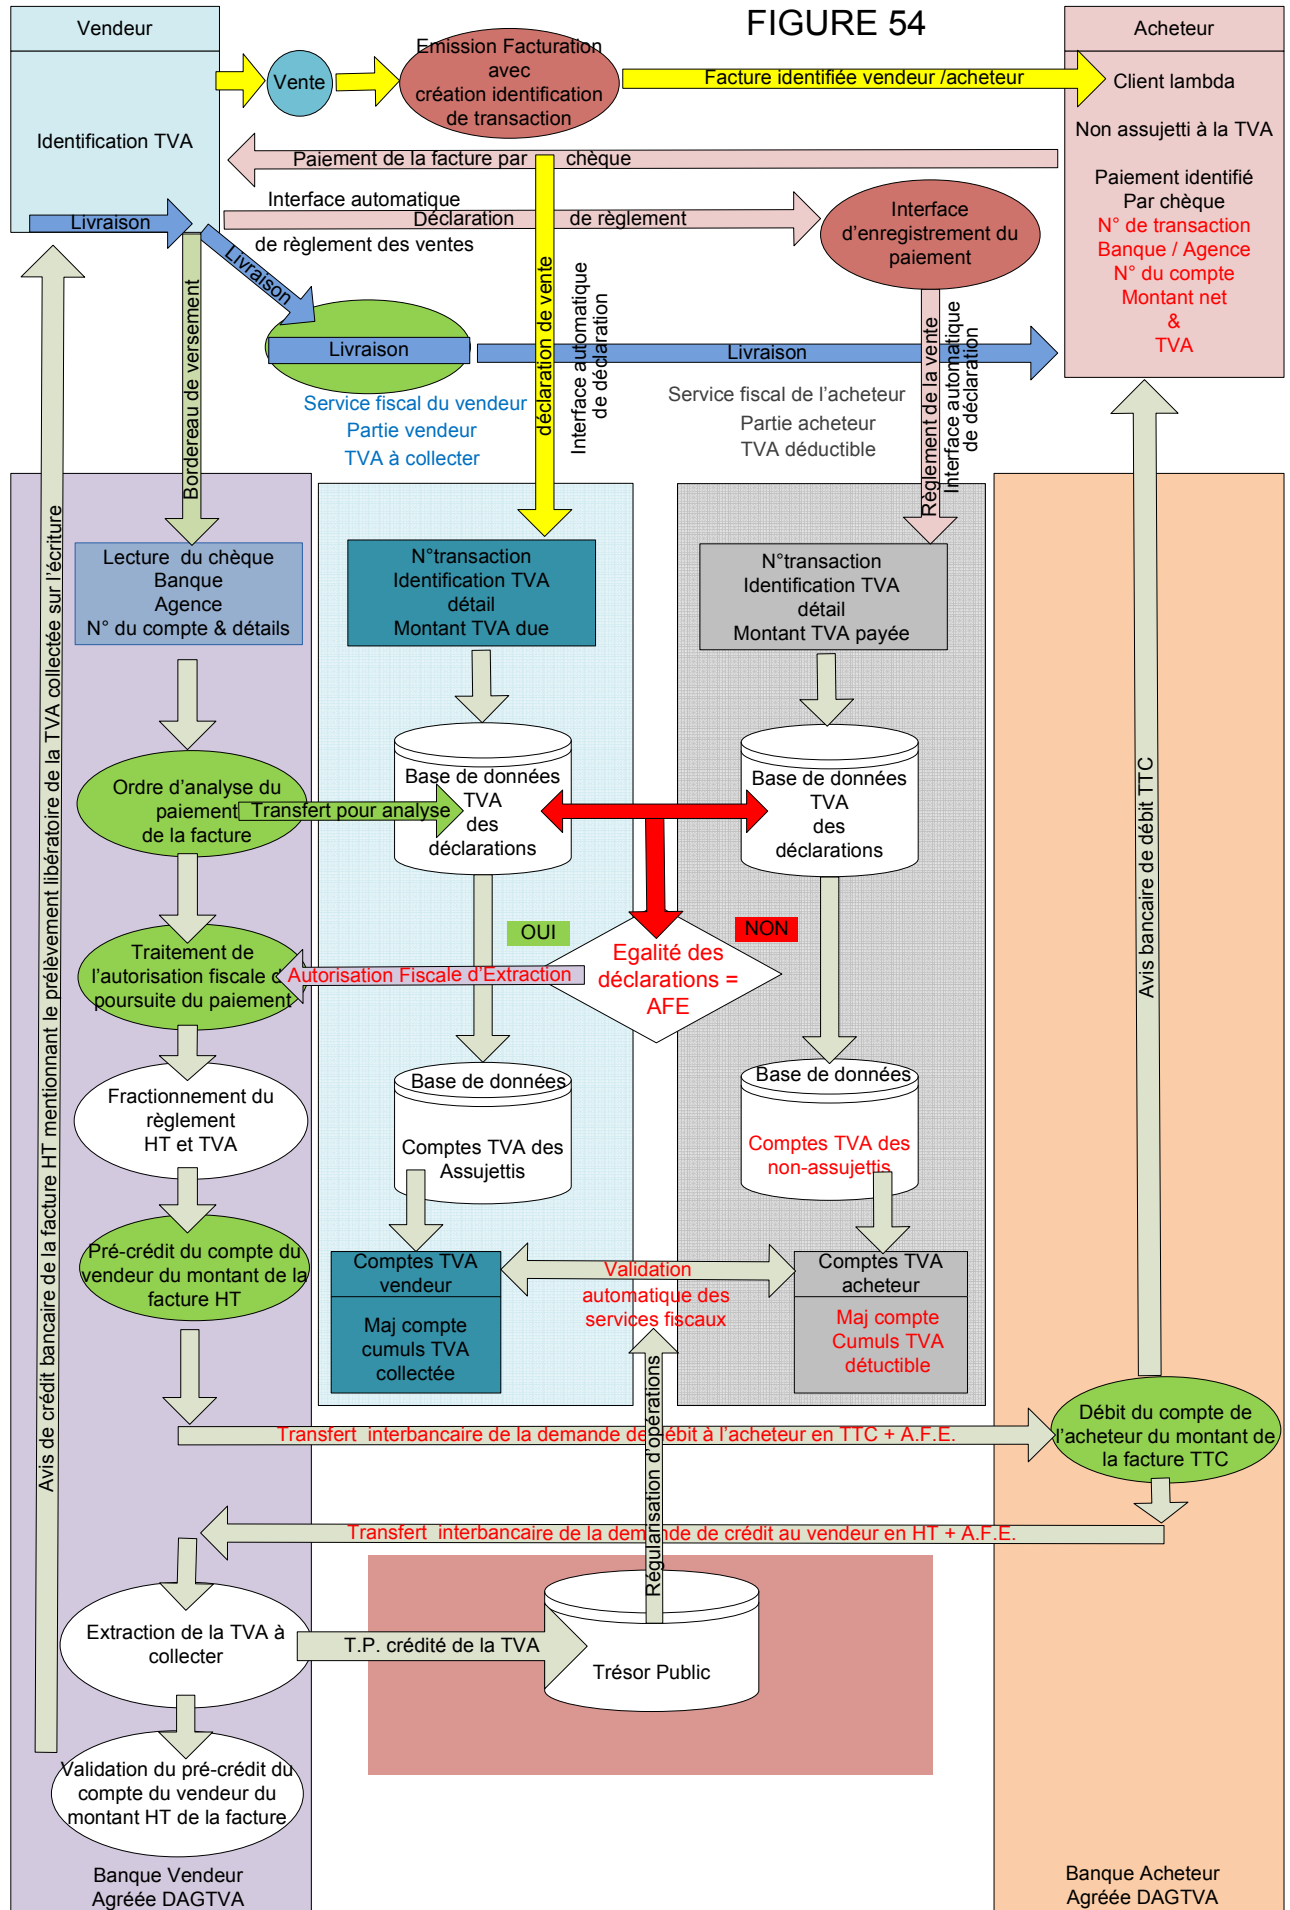 FIGURE 54
Vendeur
Identification TVA
Vente
Emission Facturation
avec
création identification
de transaction
Facture identifiée vendeur /acheteur
Acheteur
Client lambda
Non assujetti à la TVA
Paiement identifié
Par chèque
N° de transaction
Banque / Agence
N° du compte
Montant net
&
TVA
Paiement de la facture par chèque
Interface automatique
Déclaration de règlement
de règlement des ventes
Interface
d'enregistrement du
paiement
Livraison
Livraison
Livraison
Livraison
Bordereau de versement
déclaration de vente
Interface automatique
de déclaration
Règlement de la vente
Interface automatique
de déclaration
Service fiscal du vendeur
Partie vendeur
TVA à collecter
Service fiscal de l'acheteur
Partie acheteur
TVA déductible
Avis de crédit bancaire de la facture HT mentionnant le prélèvement libératoire de la TVA collectée sur l'écriture
Avis bancaire de débit TTC
Lecture du chèque
Banque
Agence
N° du compte & détails
N°transaction
Identification TVA
détail
Montant TVA due
N°transaction
Identification TVA
détail
Montant TVA payée
Ordre d'analyse du
paiement
de la facture
Transfert pour analyse
Base de données
TVA
des
déclarations
Base de données
TVA
des
déclarations
OUI
NON
Egalité des
déclarations =
AFE
Autorisation Fiscale d'Extraction
Traitement de
l'autorisation fiscale
poursuite du paiement
Fractionnement du
règlement
HT et TVA
Base de données
Comptes TVA des
Assujettis
Base de données
Comptes TVA des
non-assujettis
Pré-crédit du compte du
vendeur du montant de la
facture HT
Comptes TVA
vendeur
Maj compte
cumuls TVA
collectée
Validation
automatique des
services fiscaux
Comptes TVA
acheteur
Maj compte
Cumuls TVA
détuctible
Régularisation d'opérations
Transfert interbancaire de la demande de débit à l'acheteur en TTC + A.F.E.
Débit du compte de
l'acheteur du montant de
la facture TTC
Transfert interbancaire de la demande de crédit au vendeur en HT + A.F.E.
Extraction de la TVA à
collecter
T.P. crédité de la TVA
Trésor Public
Validation du pré-crédit du
compte du vendeur du
montant HT de la facture
Banque Vendeur
Agréée DAGTVA
Banque Acheteur
Agréée DAGTVA